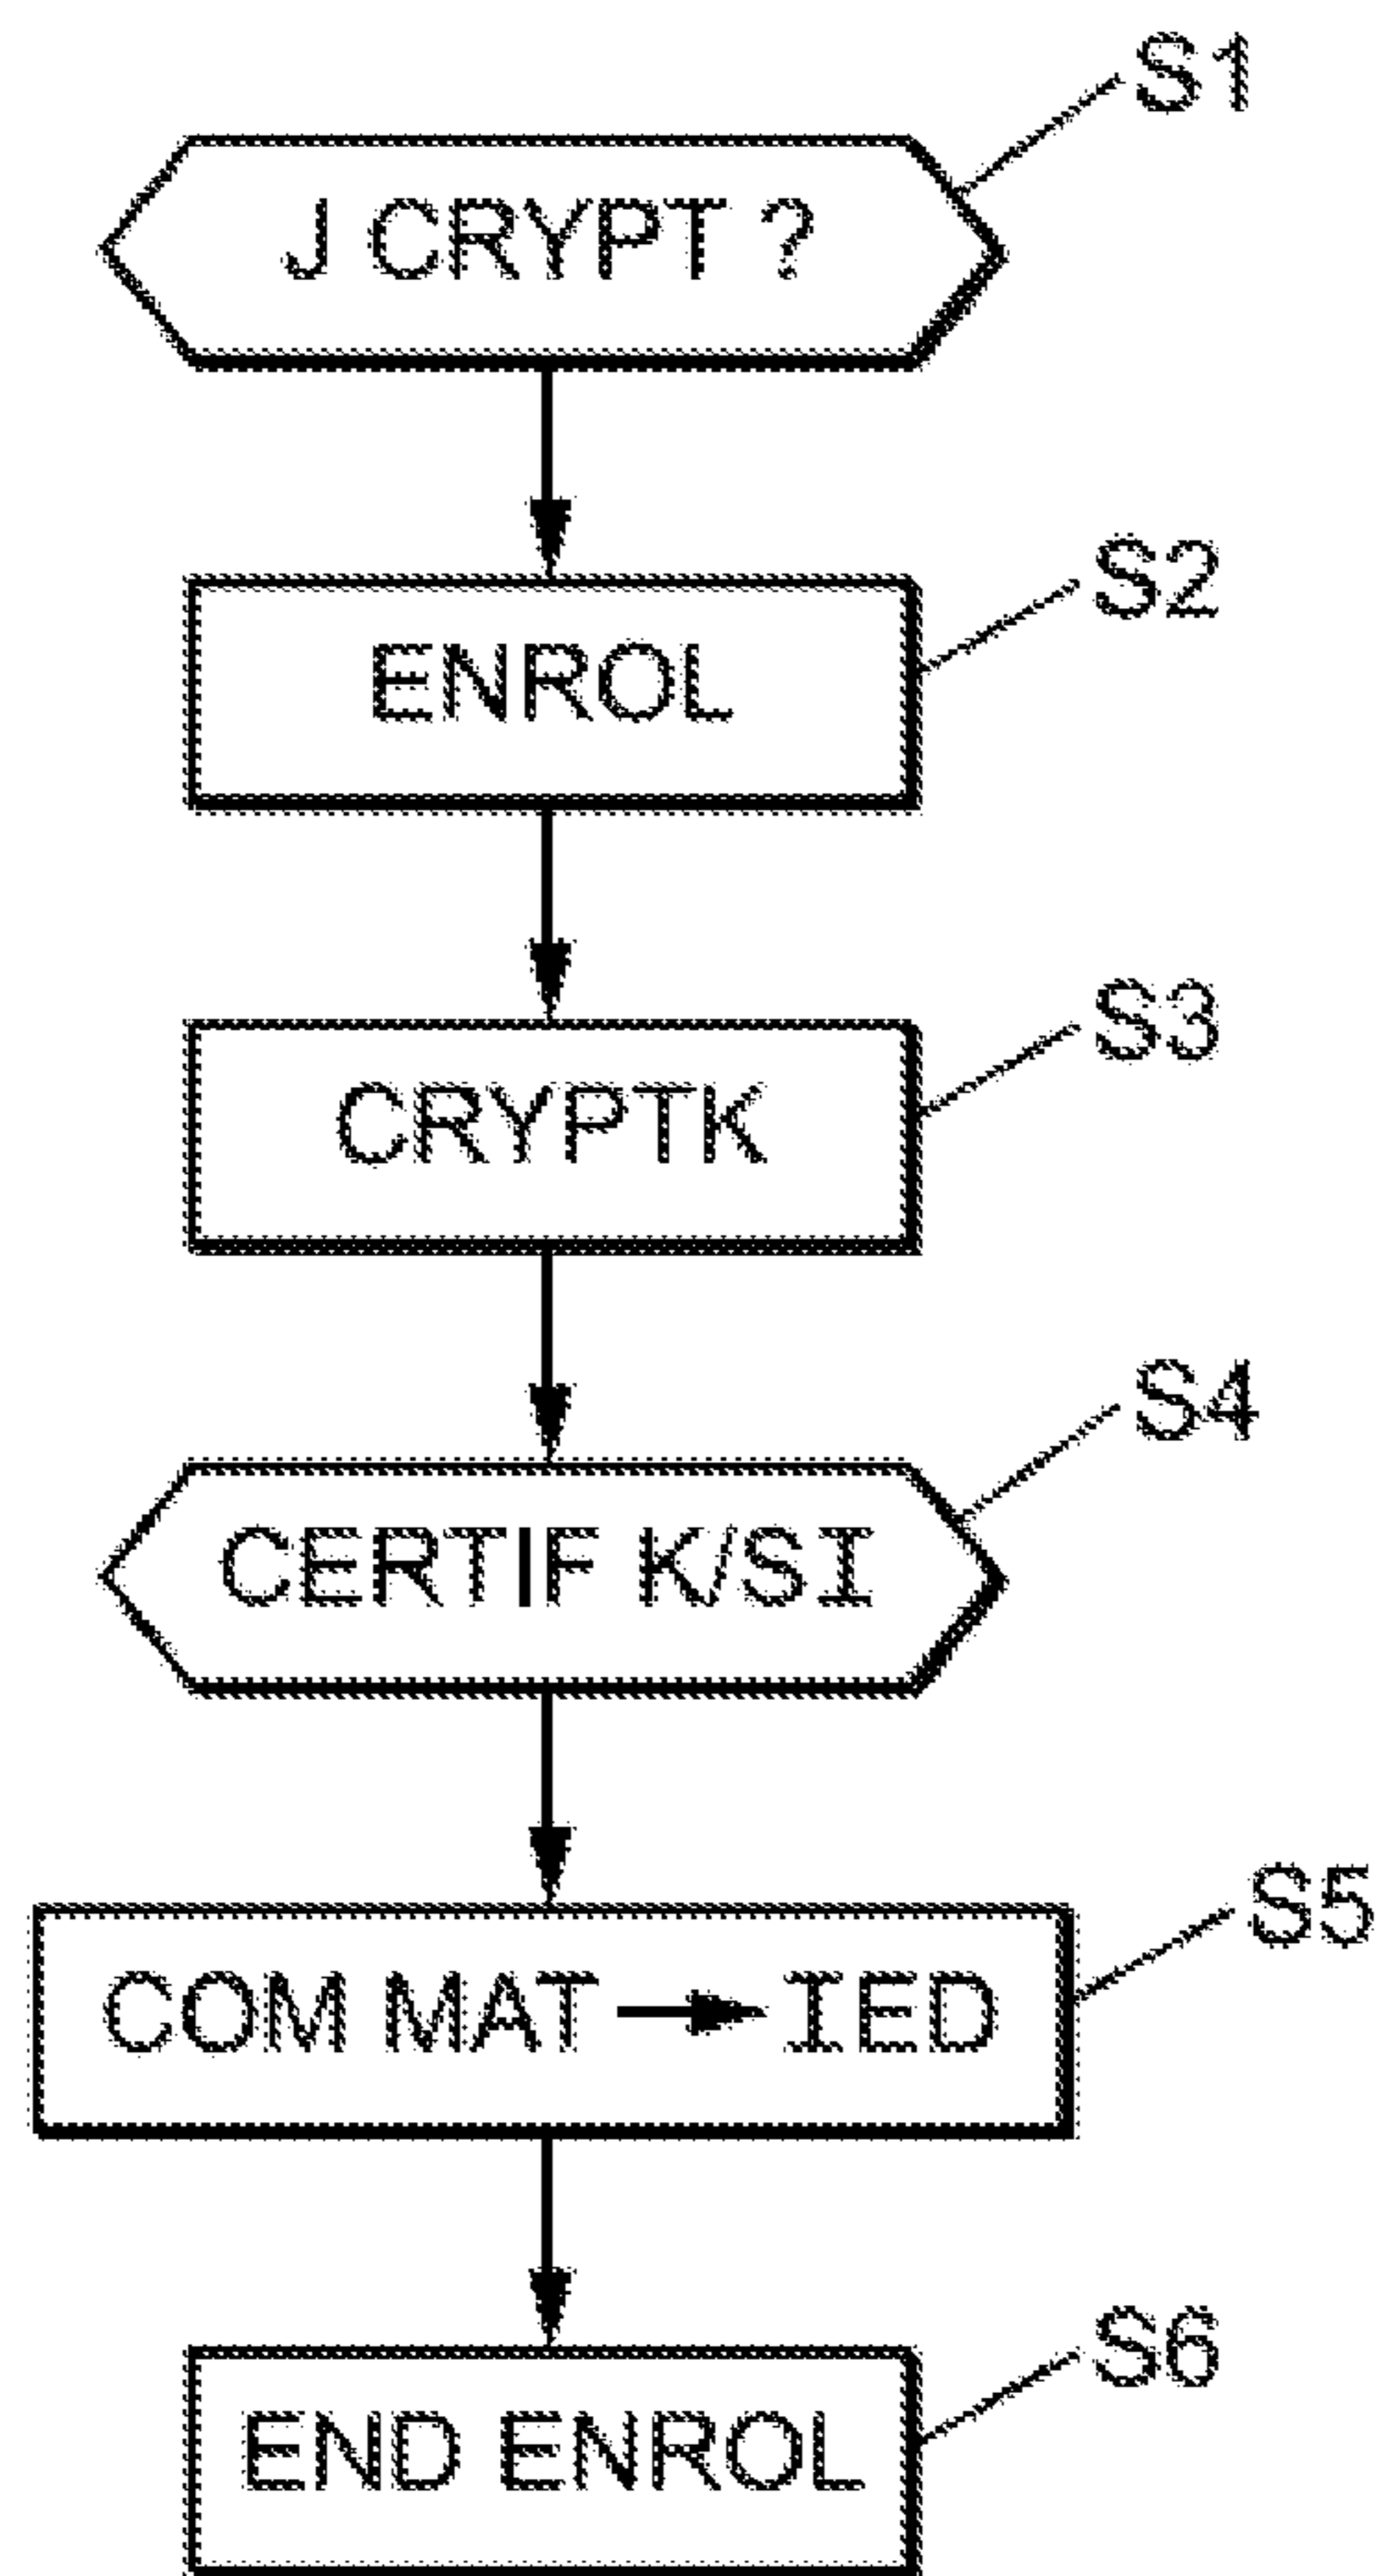 S1
J CRYPT ?
S2
ENROL
S3
CRYPTK
S4
CERTIF K/SI
S5
COM MAT → IED
S6
END ENROL